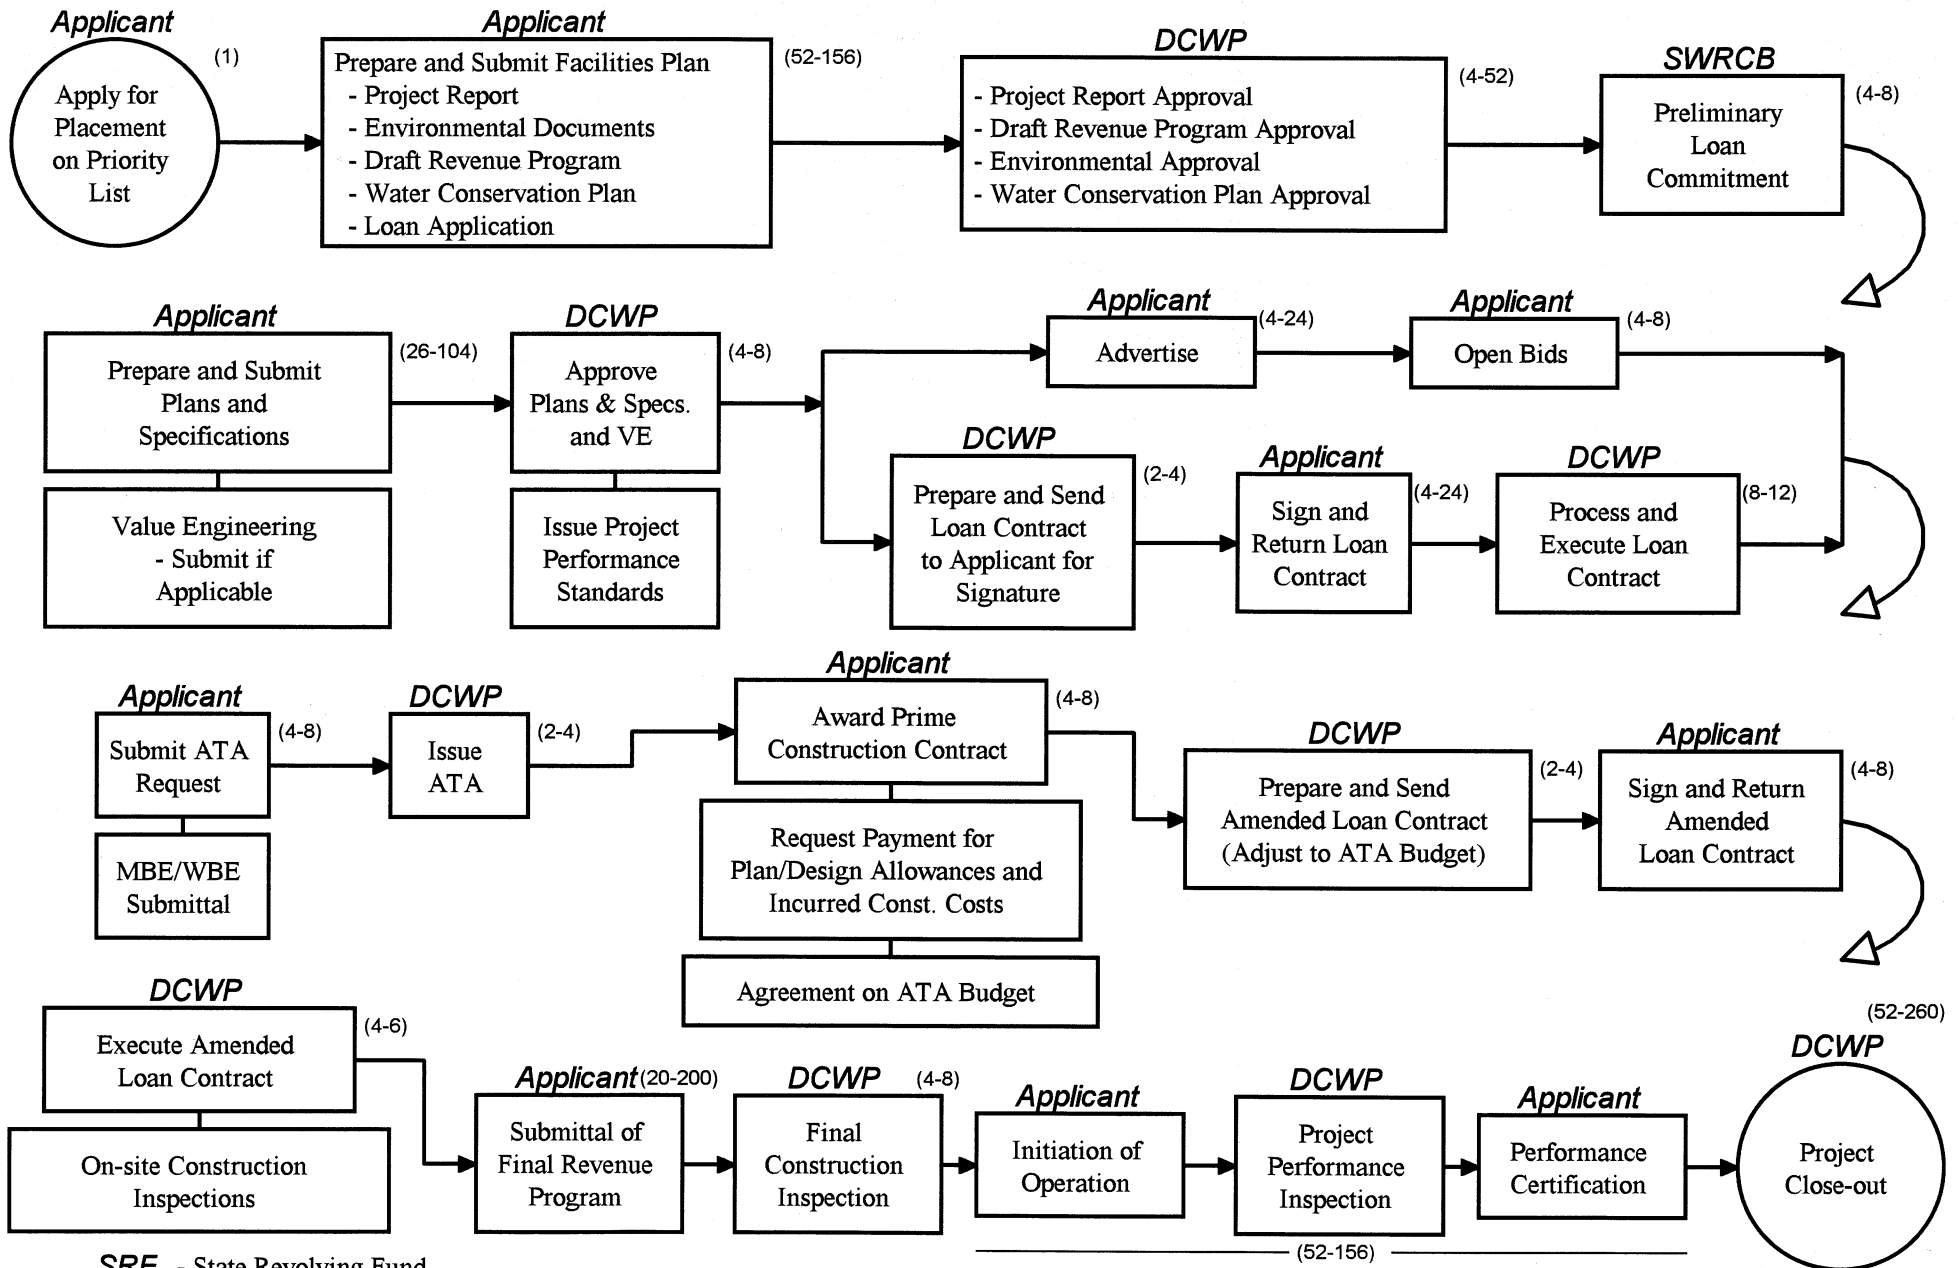 Applicant
(1)
Apply for
Placement
on Priority
List
Applicant
(52-156)
Prepare and Submit Facilities Plan
- Project Report
- Environmental Documents
- Draft Revenue Program
- Water Conservation Plan
- Loan Application
DCWP
(4-52)
- Project Report Approval
- Draft Revenue Program Approval
- Environmental Approval
- Water Conservation Plan Approval
SWRCB
(4-8)
Preliminary
Loan
Commitment
Applicant
(26-104)
Prepare and Submit
Plans and
Specifications
Value Engineering
- Submit if
Applicable
DCWP
(4-8)
Approve
Plans & Specs.
and VE
Issue Project
Performance
Standards
Applicant
(4-24)
Advertise
Applicant
(4-8)
Open Bids
DCWP
(2-4)
Prepare and Send
Loan Contract
to Applicant for
Signature
Applicant
(4-24)
Sign and
Return Loan
Contract
DCWP
(8-12)
Process and
Execute Loan
Contract
Applicant
(4-8)
Submit ATA
Request
MBE/WBE
Submittal
DCWP
(2-4)
Issue
ATA
Applicant
(4-8)
Award Prime
Construction Contract
Request Payment for
Plan/Design Allowances and
Incurred Const. Costs
Agreement on ATA Budget
DCWP
(2-4)
Prepare and Send
Amended Loan Contract
(Adjust to ATA Budget)
Applicant
(4-8)
Sign and Return
Amended
Loan Contract
DCWP
(4-6)
Execute Amended
Loan Contract
On-site Construction
Inspections
Applicant (20-200)
Submittal of
Final Revenue
Program
DCWP (4-8)
Final
Construction
Inspection
Applicant
Initiation of
Operation
DCWP
Project
Performance
Inspection
Applicant
Performance
Certification
(52-156)
(52-260)
DCWP
Project
Close-out
SRF - State Revolving Fund